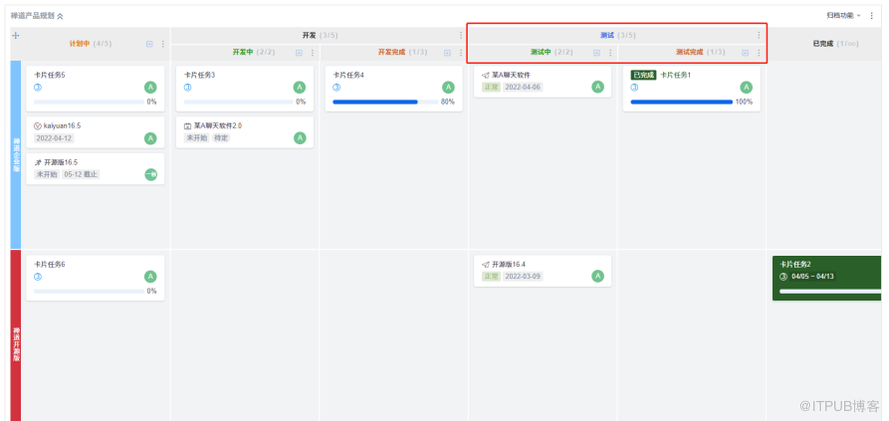 禅道产品规划
归档功能
计划中 (4/5)
开发 (3/5)
测试 (3/5)
已完成 (1/∞)
开发中 (2/2)
开发完成 (1/3)
测试中 (2/2)
测试完成 (1/3)
卡片任务5
A
0%
卡片任务3
A
0%
卡片任务4
A
80%
某A聊天软件
正常 2022-04-06
A
已完成 卡片任务1
A
100%
kaiyuan16.5
2022-04-12
A
某A聊天软件2.0
未开始 待定
A
开源版16.5
未开始 05-12 截止
卡片任务6
A
0%
开源版16.4
正常 2022-03-09
A
卡片任务2
04/05 ~ 04/13
禅道开源版
@ITPUB博客